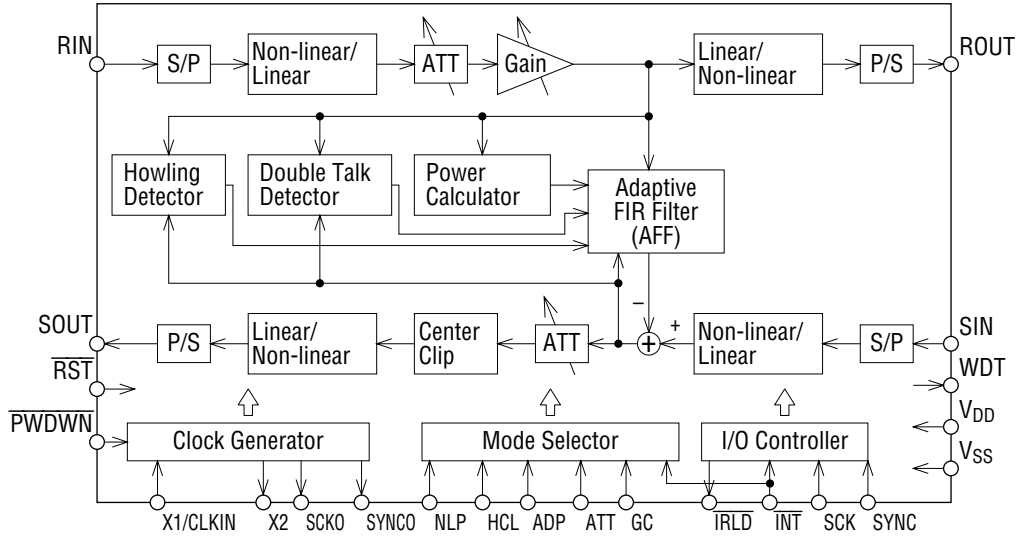 RIN
S/P
Non-linear/
Linear
ATT
Gain
Linear/
Non-linear
P/S
ROUT
Howling
Detector
Double Talk
Detector
Power
Calculator
Adaptive
FIR Filter
(AFF)
−
+
+
SOUT
P/S
Linear/
Non-linear
Center
Clip
ATT
Non-linear/
Linear
S/P
SIN
RST
WDT
PWDWN
VDD
VSS
Clock Generator
Mode Selector
I/O Controller
X1/CLKIN
X2
SCKO
SYNCO
NLP
HCL
ADP
ATT
GC
IRLD
INT
SCK
SYNC